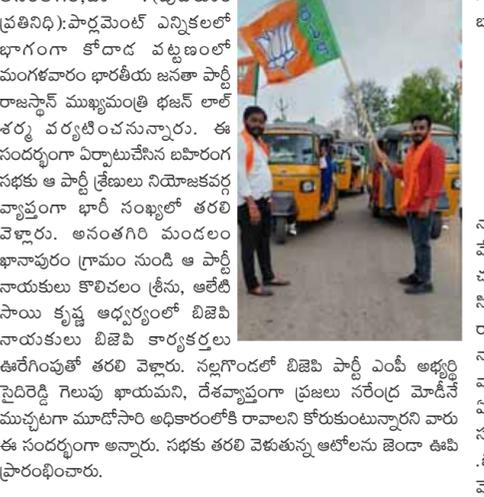 ప్రతినిధి):పార్లమెంట్ ఎన్నికలలో
భాగంగా కోదాడ వట్టణంలో
మంగళవారం భారతీయ జనతా పార్టీ
రాజస్థాన్ ముఖ్యమంత్రి భజన్ లాల్
శర్మ వర్యటించనున్నారు. ఈ
సందర్భంగా ఏర్పాటుచేసిన బహిరంగ
సభకు ఆ పార్టీ శ్రేణులు నియోజకవర్గ
వ్యాప్తంగా భారీ సంఖ్యలో తరలి
వెళ్లారు. అనంతగిరి మండలం
ఖానాపురం గ్రామం నుండి ఆ పార్టీ
నాయకులు కొలిచలం శ్రీను, ఆలేటి
సాయి కృష్ణ ఆధ్వర్యంలో బిజెపి
నాయకులు బిజెపి కార్యకర్తలు
ఊరేగింపుతో తరలి వెళ్లారు. నల్లగొండలో బిజెపి పార్టీ ఎంపీ అభ్యర్థి
సైదిరెడ్డి గెలుపు ఖాయమని, దేశవ్యాప్తంగా ప్రజలు నరేంద్ర మోడీనే
ముచ్చటగా మూడోసారి అధికారంలోకి రావాలని కోరుకుంటున్నారని వారు
ఈ సందర్భంగా అన్నారు. సభకు తరలి వెళుతున్న ఆటోలను జెండా ఊపి
ప్రారంభించారు.